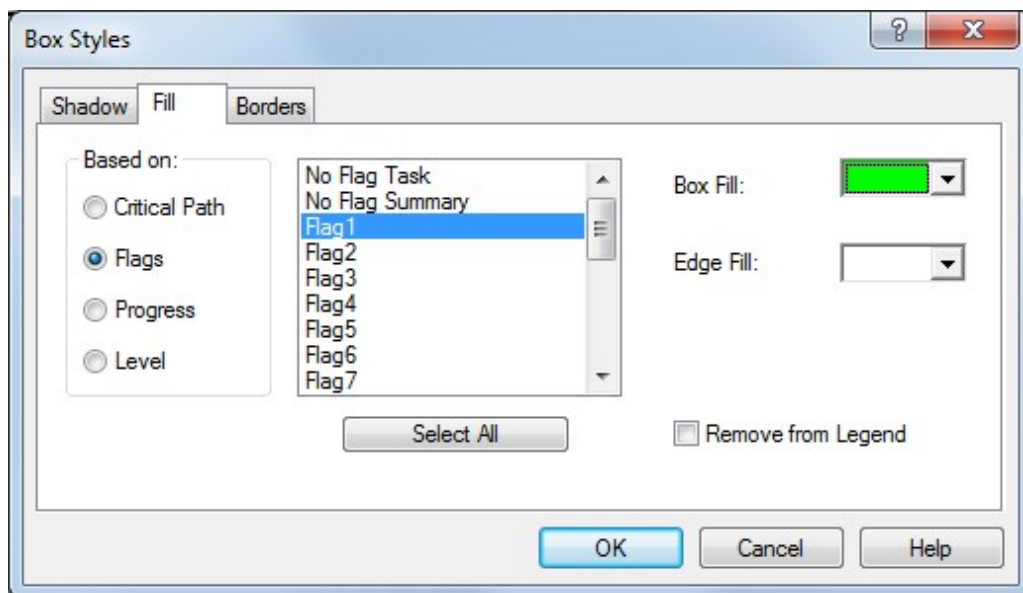 Box Styles
Shadow Fill Borders
Based on:
Critical Path
Flags
Progress
Level
No Flag Task
No Flag Summary
Flag1
Flag2
Flag3
Flag4
Flag5
Flag6
Flag7
Select All
Box Fill:
Edge Fill:
Remove from Legend
OK Cancel Help